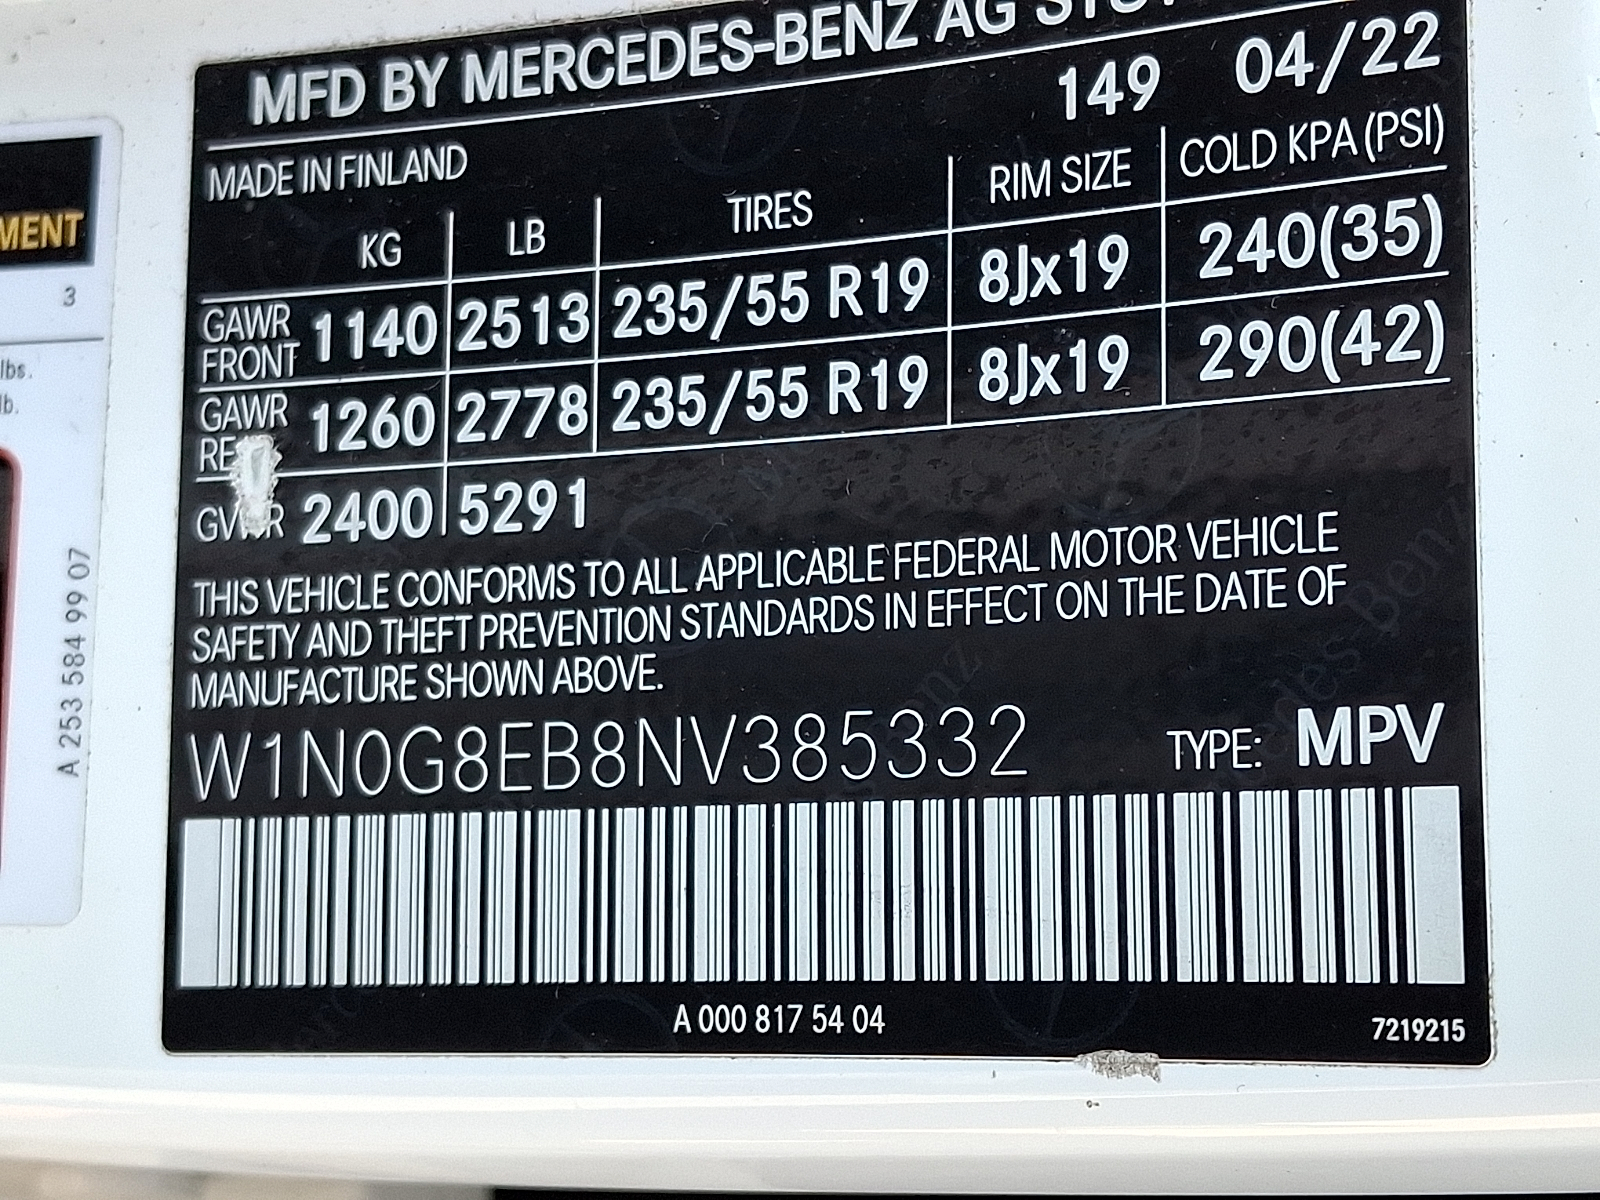 MFD BY MERCEDES-BENZ AG
149 04/22
MADE IN FINLAND
KG LB TIRES RIM SIZE COLD KPA (PSI)
GAWR FRONT 1140 2513 235/55 R19 8Jx19 240(35)
GAWR 1260 2778 235/55 R19 8Jx19 290(42)
2400 5291
THIS VEHICLE CONFORMS TO ALL APPLICABLE FEDERAL MOTOR VEHICLE
SAFETY AND THEFT PREVENTION STANDARDS IN EFFECT ON THE DATE OF
MANUFACTURE SHOWN ABOVE.
W1N0G8EB8NV385332 TYPE: MPV
A 000 817 54 04
7219215
MENT
3
lbs.
lb.
A 253 584 99 07